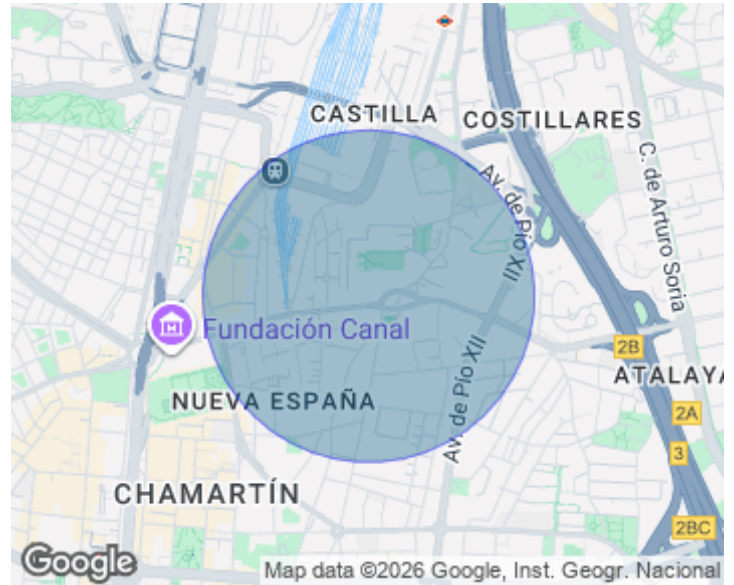 CASTILLA
COSTILLARES
Av. de Pío XII
C. de Arturo Soria
Fundación Canal
2B
ATALAYA
NUEVA ESPAÑA
Av. de Pío XII
2A
3
CHAMARTÍN
2BC
Google
Map data ©2026 Google, Inst. Geogr. Nacional